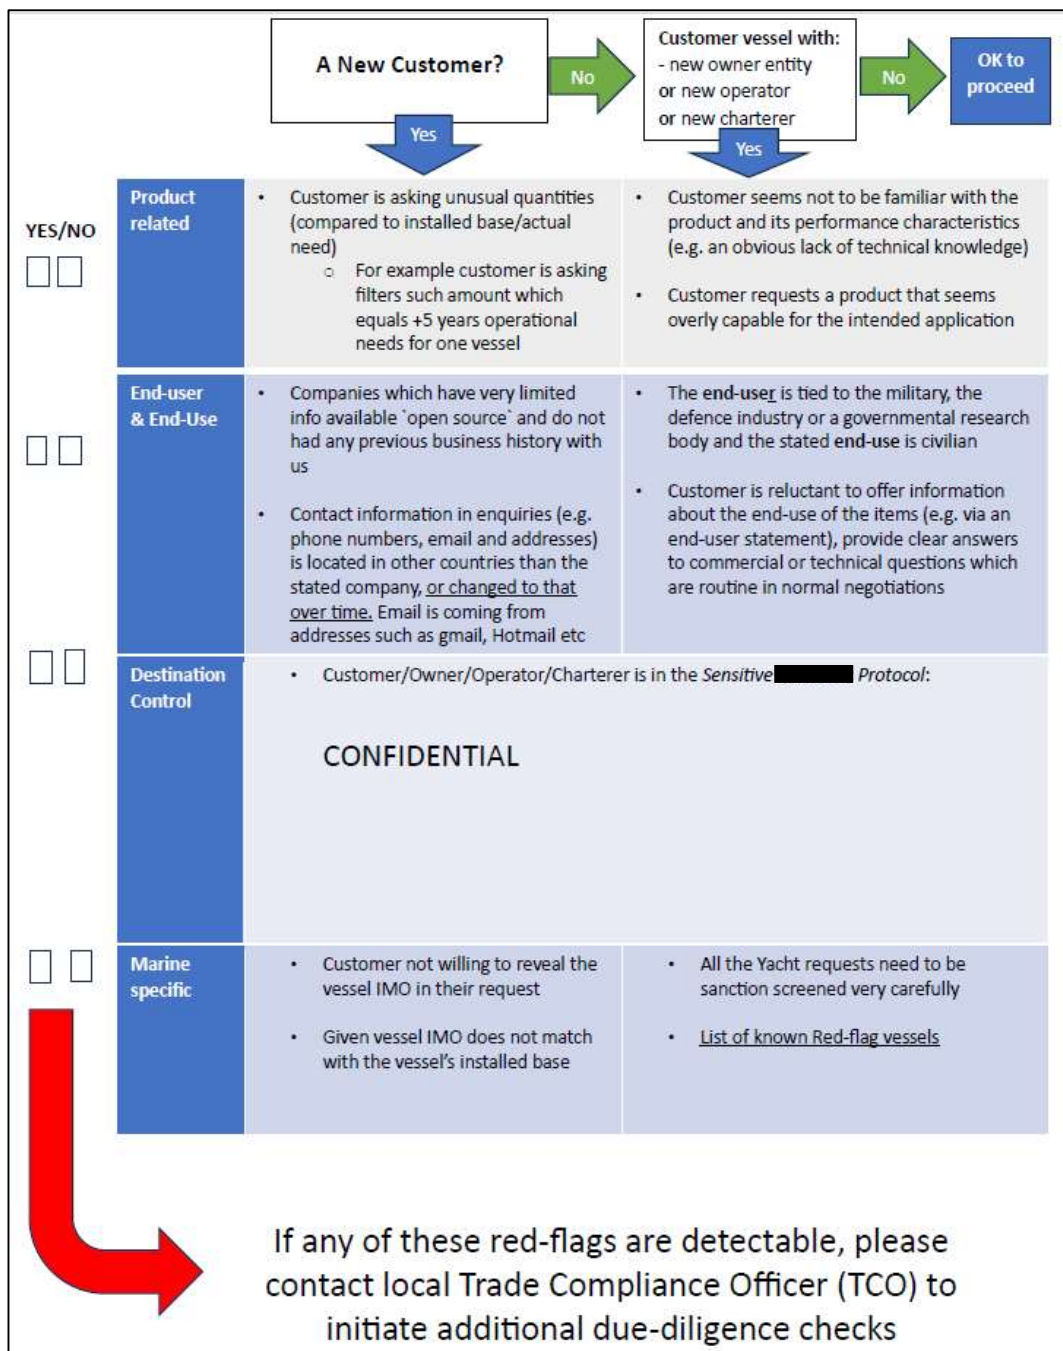 A New Customer?
No
Customer vessel with:
- new owner entity
or new operator
or new charterer
No
OK to
proceed
Yes
Yes
YES/NO
Product
related
• Customer is asking unusual quantities
(compared to installed base/actual
need)
o For example customer is asking
filters such amount which
equals +5 years operational
needs for one vessel
• Customer seems not to be familiar with the
product and its performance characteristics
(e.g. an obvious lack of technical knowledge)
• Customer requests a product that seems
overly capable for the intended application
End-user
& End-Use
• Companies which have very limited
info available `open source` and do not
had any previous business history with
us
• Contact information in enquiries (e.g.
phone numbers, email and addresses)
is located in other countries than the
stated company, or changed to that
over time. Email is coming from
addresses such as gmail, Hotmail etc
• The end-user is tied to the military, the
defence industry or a governmental research
body and the stated end-use is civilian
• Customer is reluctant to offer information
about the end-use of the items (e.g. via an
end-user statement), provide clear answers
to commercial or technical questions which
are routine in normal negotiations
Destination
Control
• Customer/Owner/Operator/Charterer is in the Sensitive Protocol:
CONFIDENTIAL
Marine
specific
• Customer not willing to reveal the
vessel IMO in their request
• Given vessel IMO does not match
with the vessel's installed base
• All the Yacht requests need to be
sanction screened very carefully
• List of known Red-flag vessels
If any of these red-flags are detectable, please
contact local Trade Compliance Officer (TCO) to
initiate additional due-diligence checks